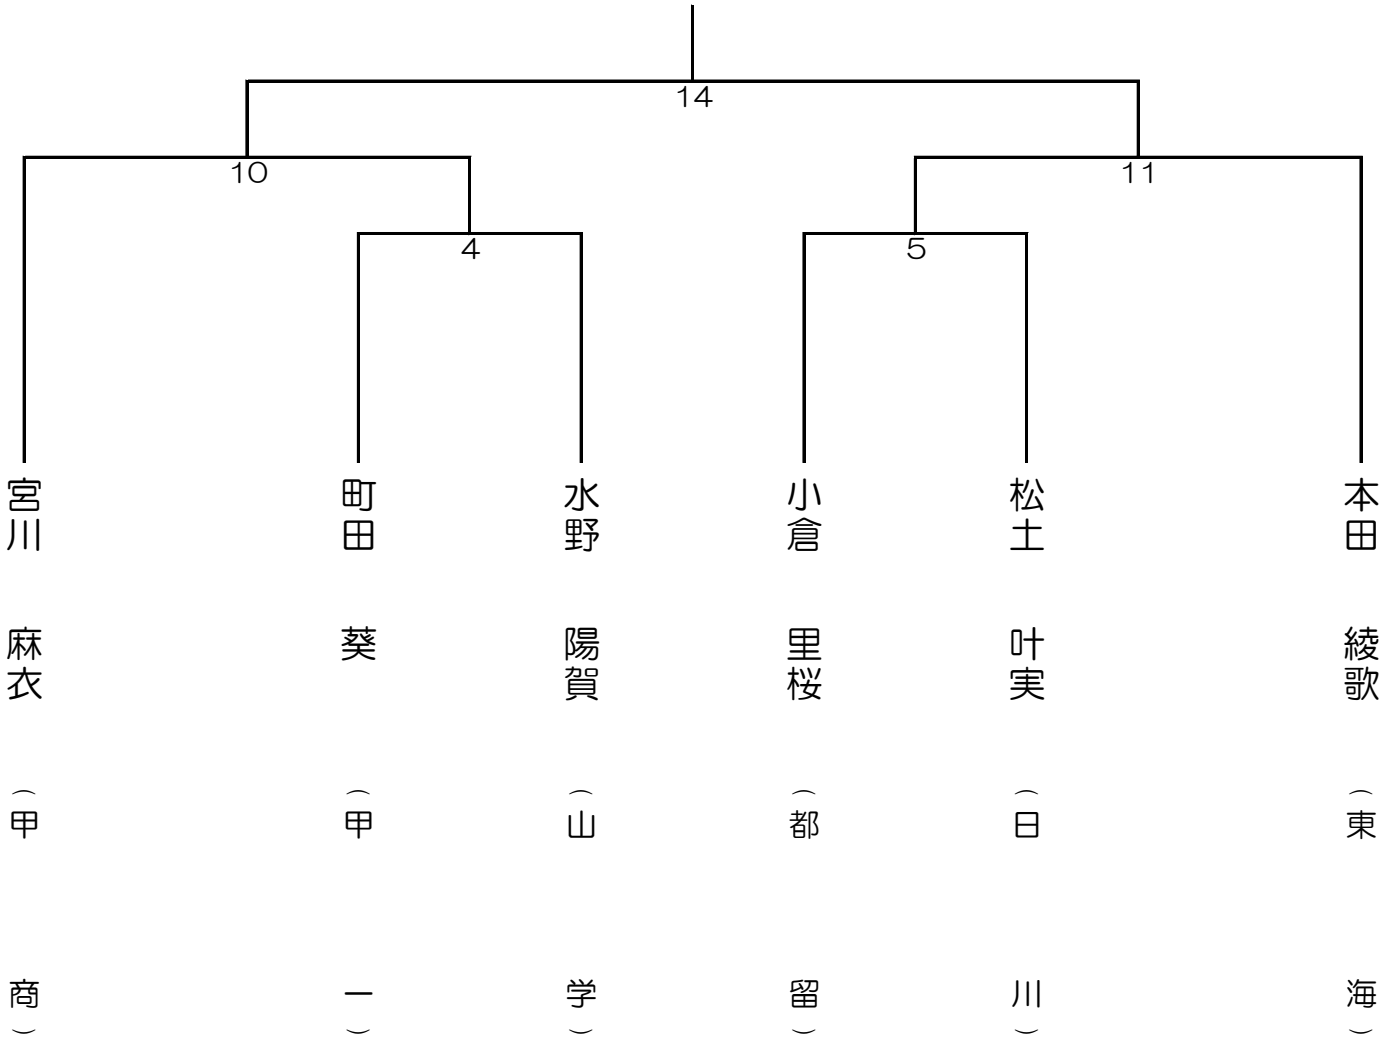 14
10
11
4
5
宮川 麻衣 （甲 商）
町田 葵 （甲 一）
水野 陽賀 （山 学）
小倉 里桜 （都 留）
松土 叶実 （日 川）
本田 綾歌 （東 海）